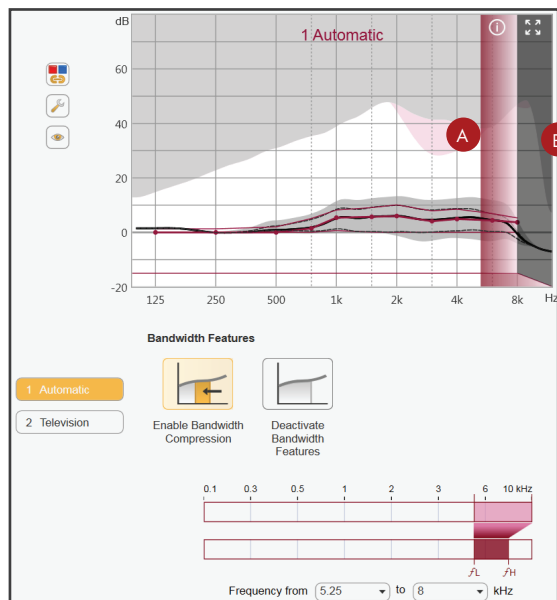 dB
1 Automatic
i
60
A
40
20
0
-20
125 250 500 1k 2k 4k 8k Hz
Bandwidth Features
1 Automatic
2 Television
Enable Bandwidth
Compression
Deactivate
Bandwidth
Features
0.1 0.3 0.5 1 2 3 6 10 kHz
fL fH
Frequency from 5.25 to 8 kHz